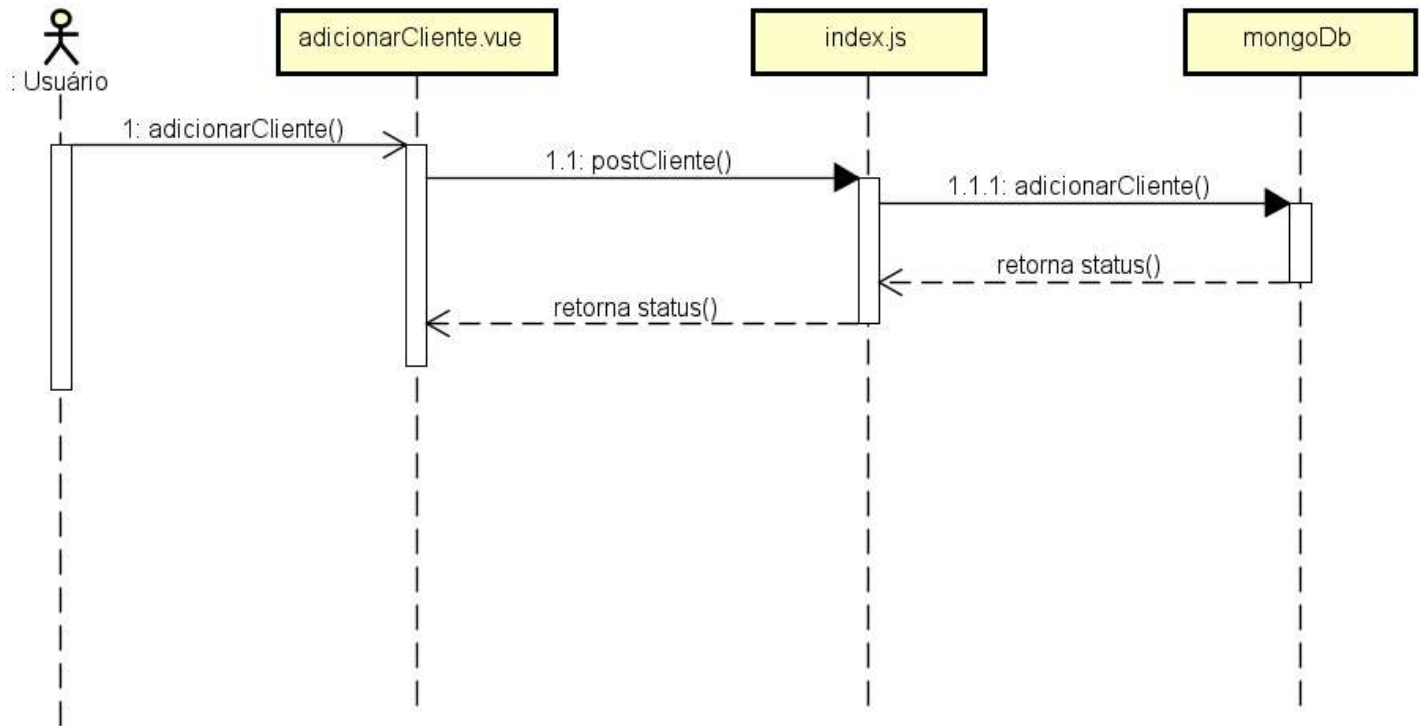 adicionarCliente.vue
index.js
mongoDb
: Usuário
1: adicionarCliente()
1.1: postCliente()
1.1.1: adicionarCliente()
retorna status()
retorna status()